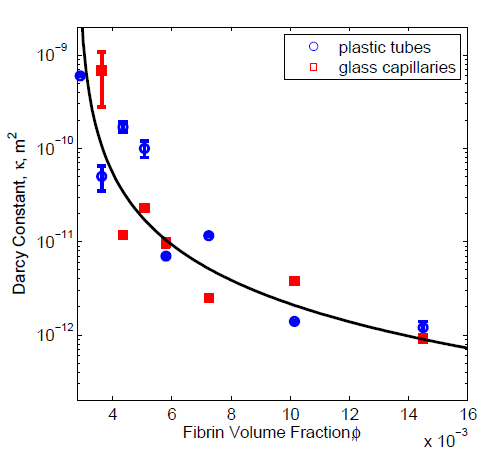 plastic tubes
glass capillaries
10⁻⁹
10⁻¹⁰
10⁻¹¹
10⁻¹²
Darcy Constant, κ, m²
4 6 8 10 12 14 16
Fibrin Volume Fraction,ϕ
x 10⁻³